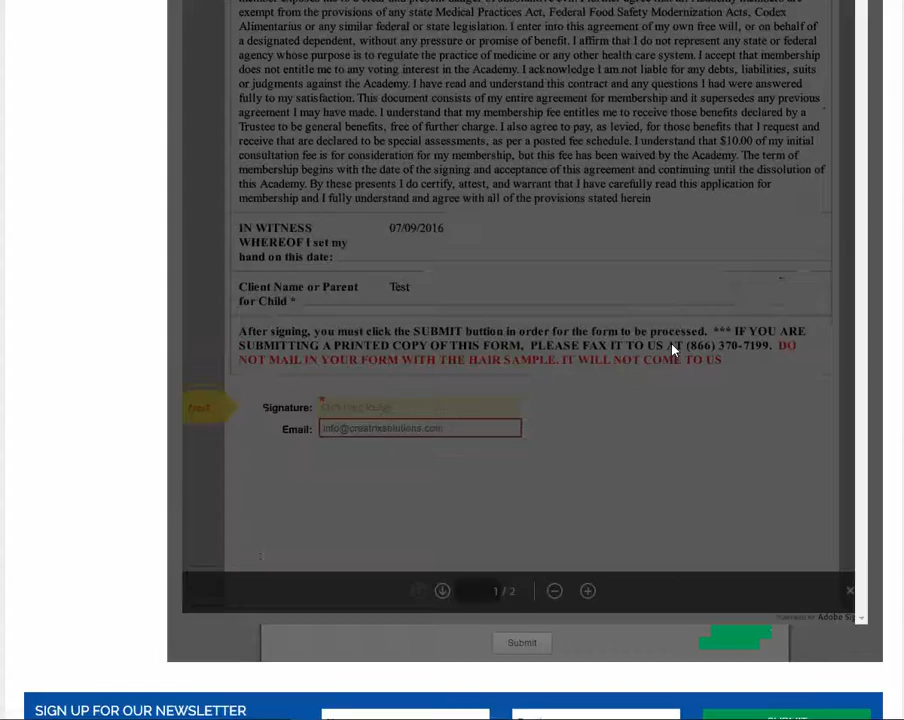 exempt from the provisions of any state Medical Practices Act, Federal Food Safety Modernization Acts, Codex
Alimentarius or any similar federal or state legislation. I enter into this agreement of my own free will, or on behalf of
a designated dependent, without any pressure or promise of benefit. I affirm that I do not represent any state or federal
agency whose purpose is to regulate the practice of medicine or any other health care system. I accept that membership
does not entitle me to any voting interest in the Academy. I acknowledge I am not liable for any debts, liabilities, suits
or judgments against the Academy. I have read and understand this contract and any questions I had were answered
fully to my satisfaction. This document consists of my entire agreement for membership and it supersedes any previous
agreement I may have made. I understand that my membership fee entitles me to receive those benefits declared by a
Trustee to be general benefits, free of further charge. I also agree to pay, as levied, for those benefits that I request and
receive that are declared to be special assessments, as per a posted fee schedule. I understand that $10.00 of my initial
consultation fee is for consideration for my membership, but this fee has been waived by the Academy. The term of
membership begins with the date of the signing and acceptance of this agreement and continuing until the dissolution of
this Academy. By these presents I do certify, attest, and warrant that I have carefully read this application for
membership and I fully understand and agree with all of the provisions stated herein
IN WITNESS 07/09/2016
WHEREOF I set my
hand on this date:
Client Name or Parent Test
for Child *
After signing, you must click the SUBMIT buttion in order for the form to be processed. *** IF YOU ARE
SUBMITTING A PRINTED COPY OF THIS FORM, PLEASE FAX IT TO US AT (866) 370-7199. DO
NOT MAIL IN YOUR FORM WITH THE HAIR SAMPLE. IT WILL NOT COME TO US
Signature:
Email: info@creatrixsolutions.com
1 / 2
Adobe
Submit
SIGN UP FOR OUR NEWSLETTER